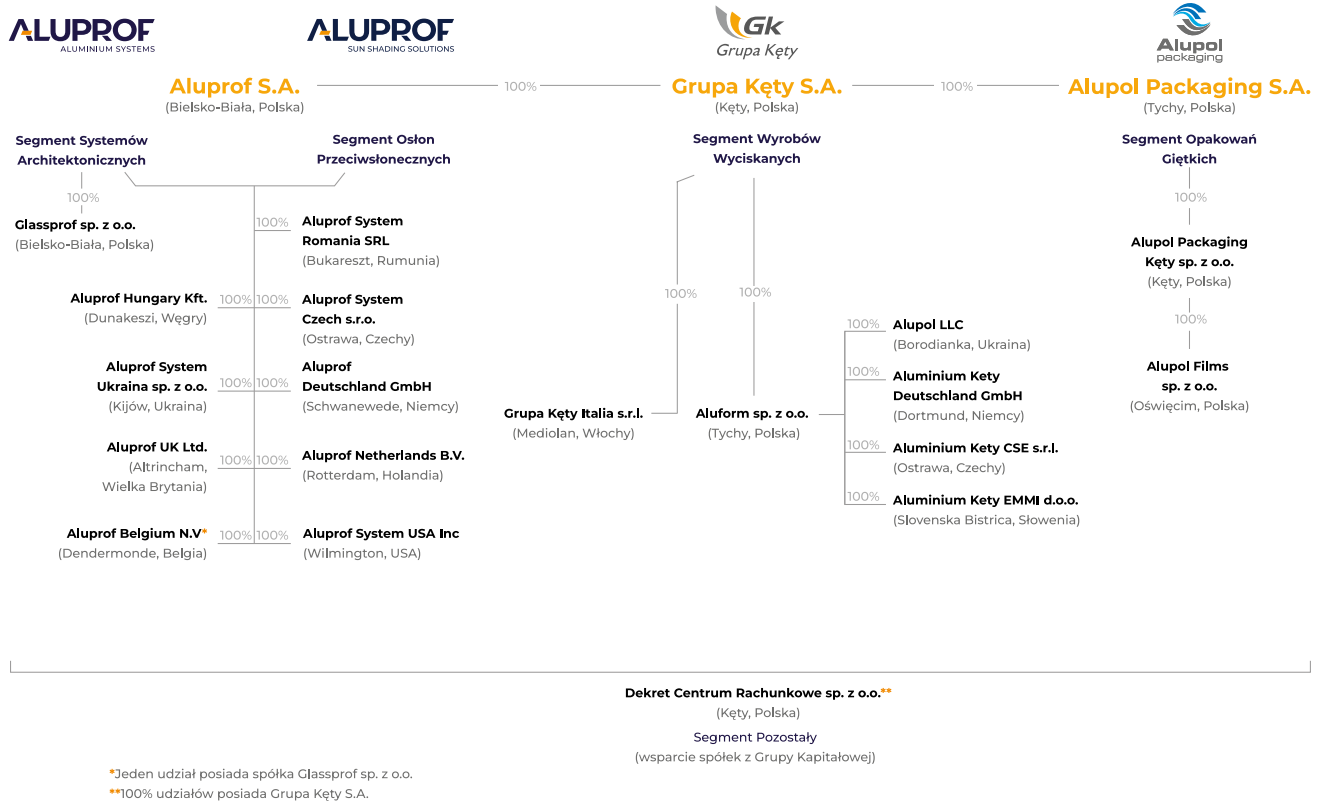 ALUPROF
ALUMINIUM SYSTEMS
ALUPROF
SUN SHADING SOLUTIONS
Gk
Grupa Kęty
Alupol
packaging
Aluprof S.A.
(Bielsko-Biała, Polska)
100%
Grupa Kęty S.A.
(Kęty, Polska)
100%
Alupol Packaging S.A.
(Tychy, Polska)
Segment Systemów
Architektonicznych
Segment Osłon
Przeciwsłonecznych
Segment Wyrobów
Wyciskanych
Segment Opakowań
Giętkich
100%
Glassprof sp. z o.o.
(Bielsko-Biała, Polska)
100%
Aluprof System
Romania SRL
(Bukareszt, Rumunia)
Aluprof Hungary Kft.
(Dunakeszi, Węgry)
100%
100%
Aluprof System
Czech s.r.o.
(Ostrawa, Czechy)
Aluprof System
Ukraina sp. z o.o.
(Kijów, Ukraina)
100%
100%
Aluprof
Deutschland GmbH
(Schwanewede, Niemcy)
Aluprof UK Ltd.
(Altrincham,
Wielka Brytania)
100%
100%
Aluprof Netherlands B.V.
(Rotterdam, Holandia)
Aluprof Belgium N.V*
(Dendermonde, Belgia)
100%
100%
Aluprof System USA Inc
(Wilmington, USA)
100%
100%
Grupa Kęty Italia s.r.l.
(Mediolan, Włochy)
Aluform sp. z o.o.
(Tychy, Polska)
100%
Alupol LLC
(Borodianka, Ukraina)
100%
Aluminium Kety
Deutschland GmbH
(Dortmund, Niemcy)
100%
Aluminium Kety CSE s.r.l.
(Ostrawa, Czechy)
100%
Aluminium Kety EMMI d.o.o.
(Slovenska Bistrica, Słowenia)
100%
Alupol Packaging
Kęty sp. z o.o.
(Kęty, Polska)
100%
Alupol Films
sp. z o.o.
(Oświęcim, Polska)
Dekret Centrum Rachunkowe sp. z o.o.**
(Kęty, Polska)
Segment Pozostały
(wsparcie spółek z Grupy Kapitałowej)
*Jeden udział posiada spółka Glassprof sp. z o.o.
**100% udziałów posiada Grupa Kęty S.A.